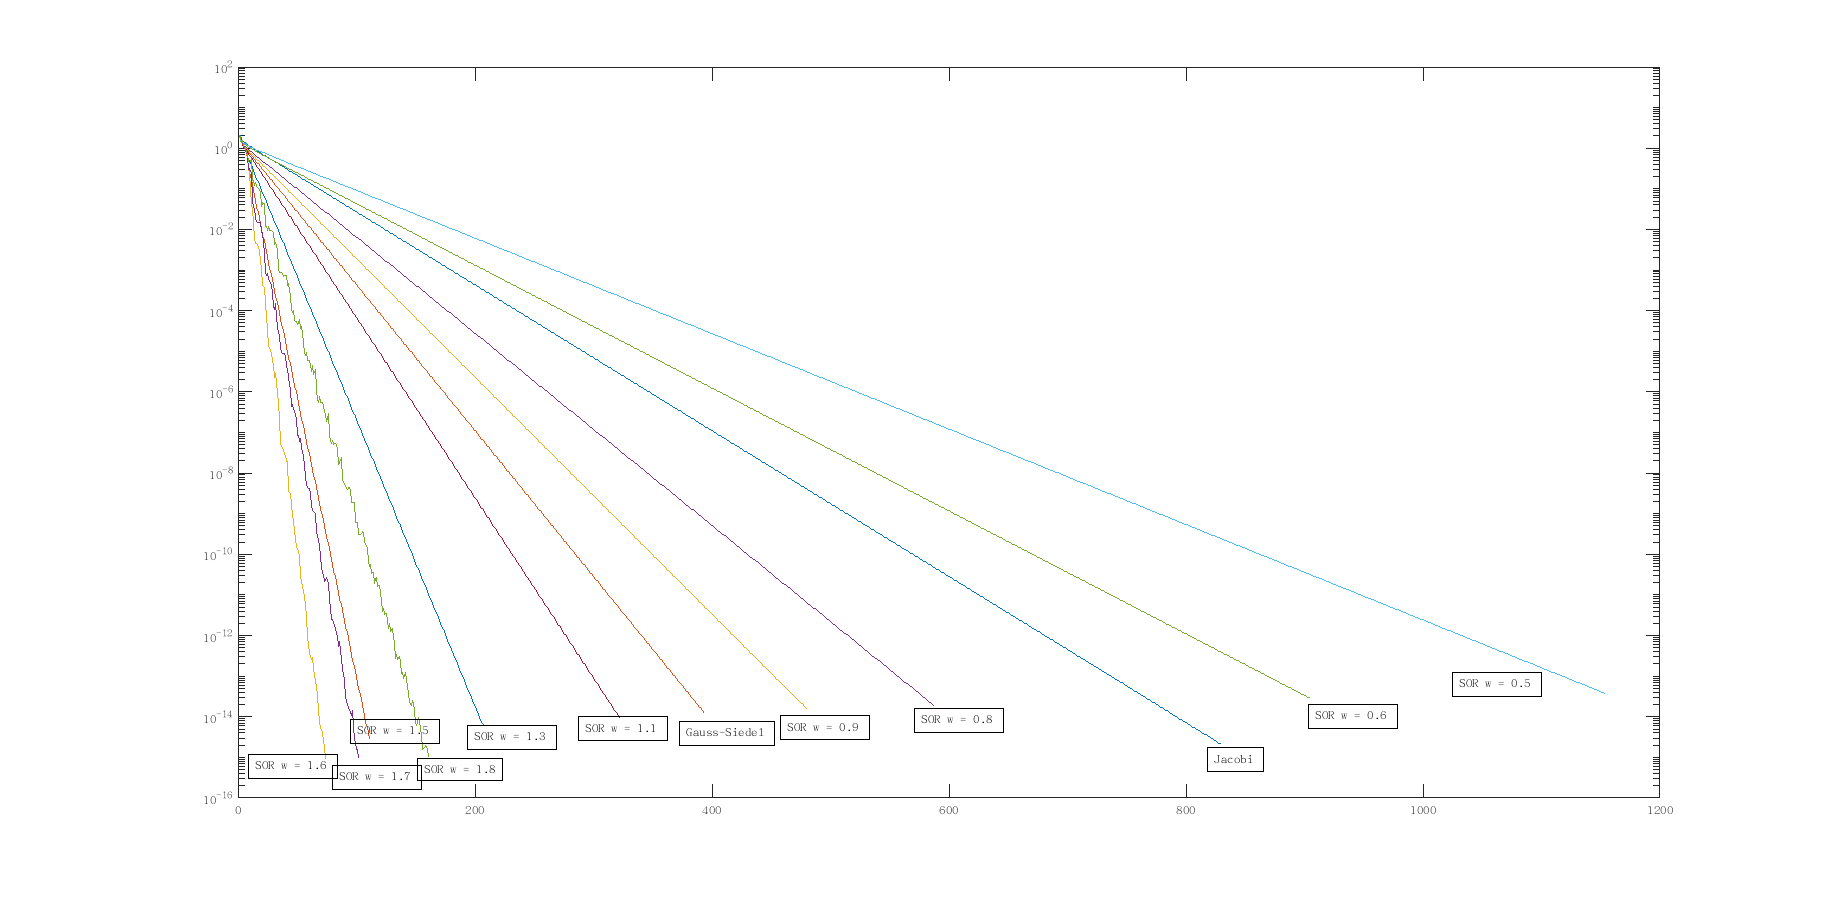 10^2
10^0
10^-2
10^-4
10^-6
10^-8
10^-10
10^-12
10^-14
10^-16
SOR w = 0.5
SOR w = 0.6
SOR w = 0.8
SOR w = 0.9
SOR w = 1.1
Gauss-Siedel
SOR w = 1.5
SOR w = 1.3
Jacobi
SOR w = 1.6
SOR w = 1.7
SOR w = 1.8
0 200 400 600 800 1000 1200